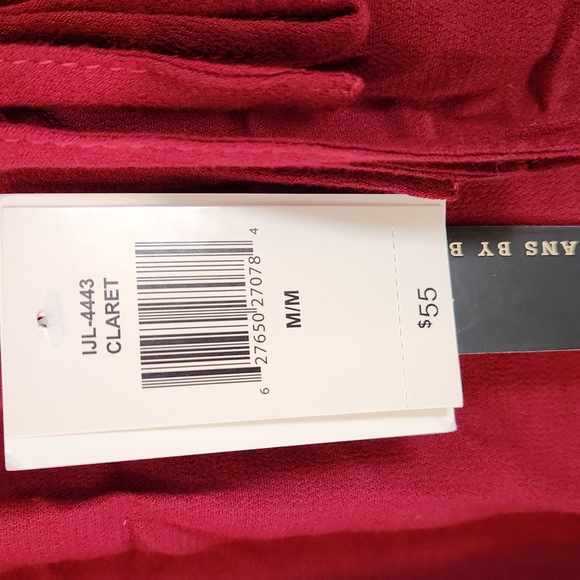 IJL-4443
CLARET
6 27650 27078 4
M/M
$55
ANS BY B